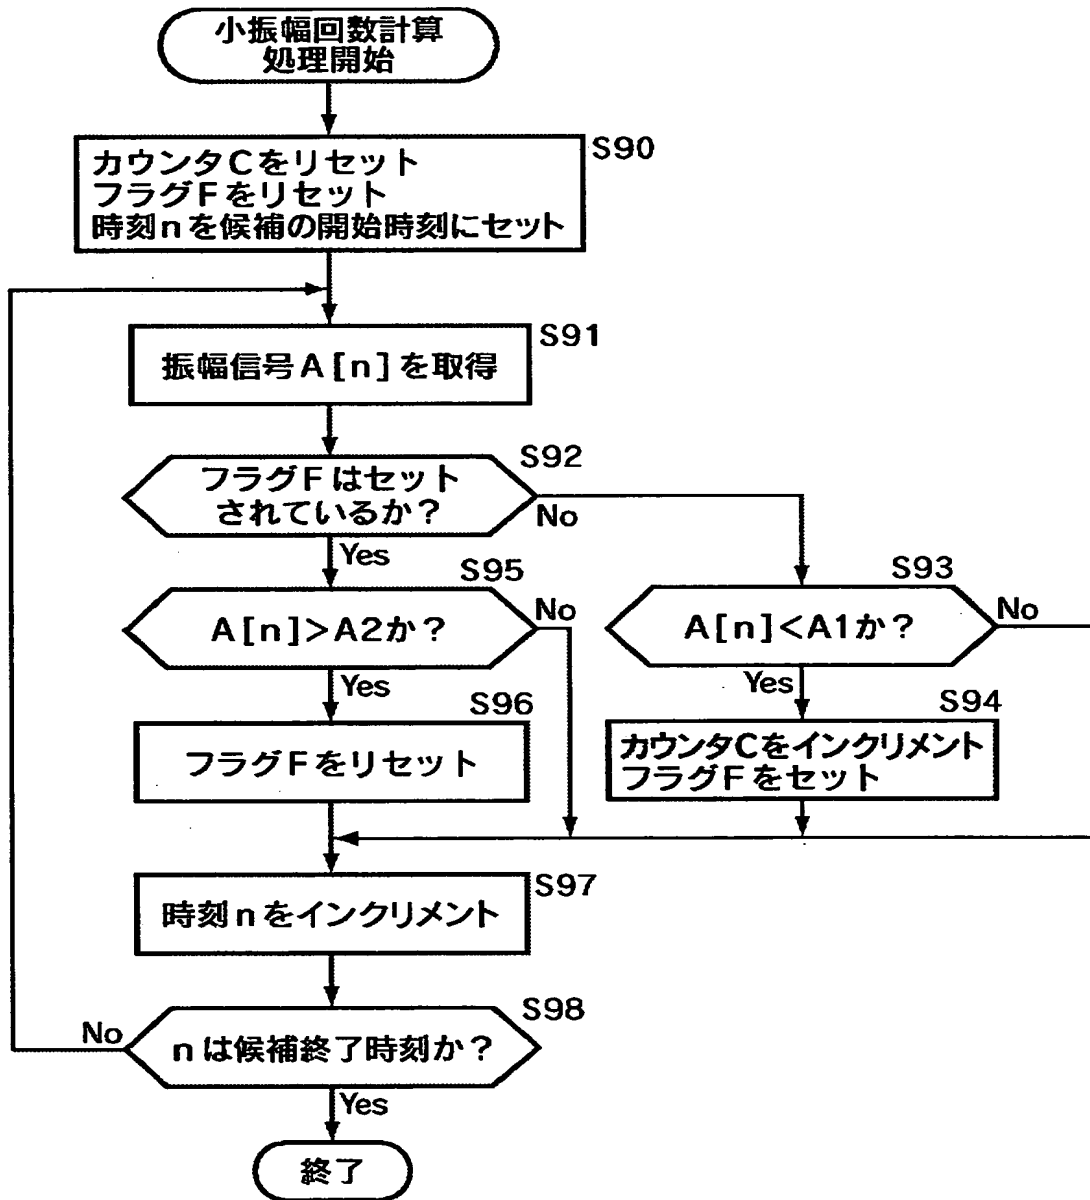 小振幅回数計算
処理開始
S90
カウンタCをリセット
フラグFをリセット
時刻nを候補の開始時刻にセット
S91
振幅信号A[n]を取得
S92
フラグFはセット
されているか?
No
Yes
S95
A[n]>A2か?
No
Yes
S93
A[n]<A1か?
No
Yes
S96
フラグFをリセット
S94
カウンタCをインクリメント
フラグFをセット
S97
時刻nをインクリメント
S98
nは候補終了時刻か?
No
Yes
終了